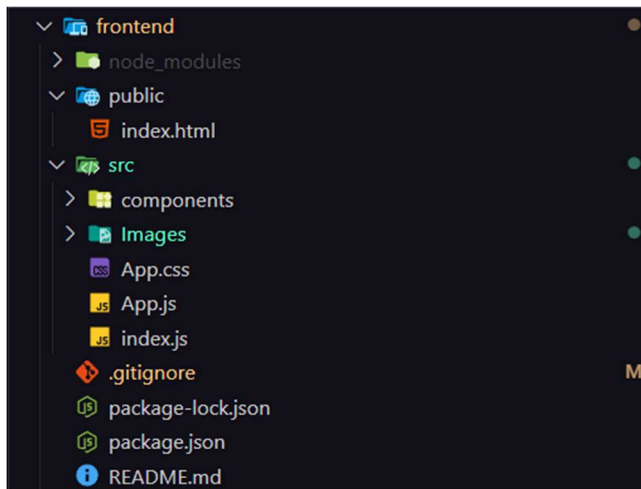 frontend
node_modules
public
index.html
src
components
Images
App.css
App.js
index.js
.gitignore M
package-lock.json
package.json
README.md